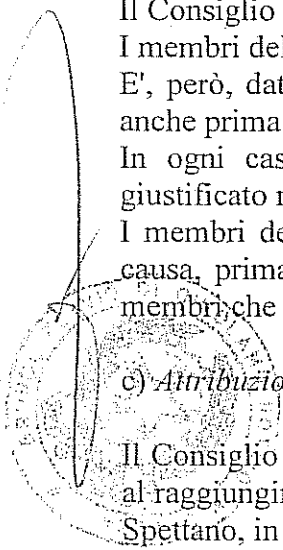 Il Consiglio
I membri del
E', però, dat
anche prima
In ogni cas
giustificato
I membri de
causa, prima
membri che
c) Attribuzio
Il Consiglio
al raggiungi
Spettano, in